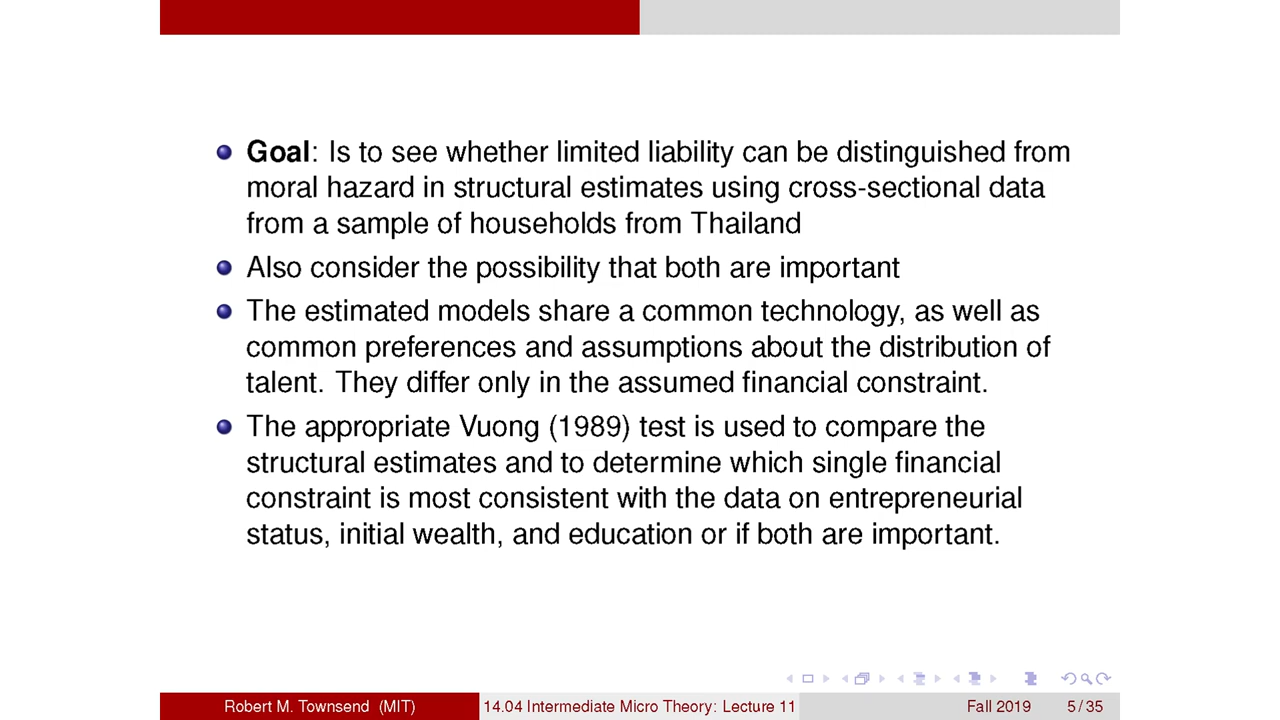 Goal: Is to see whether limited liability can be distinguished from
moral hazard in structural estimates using cross-sectional data
from a sample of households from Thailand
Also consider the possibility that both are important
The estimated models share a common technology, as well as
common preferences and assumptions about the distribution of
talent. They differ only in the assumed financial constraint.
The appropriate Vuong (1989) test is used to compare the
structural estimates and to determine which single financial
constraint is most consistent with the data on entrepreneurial
status, initial wealth, and education or if both are important.
Robert M. Townsend (MIT) 14.04 Intermediate Micro Theory: Lecture 11 Fall 2019 5 / 35